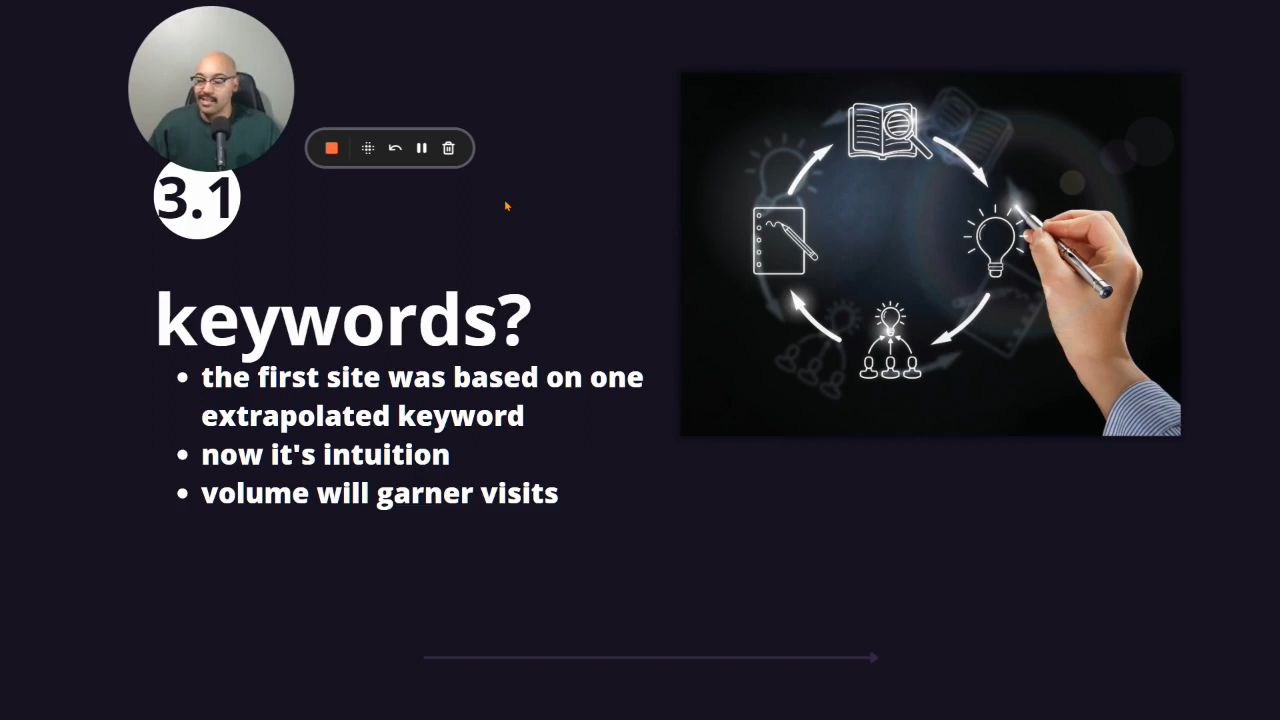 3.1
keywords?
• the first site was based on one
extrapolated keyword
• now it's intuition
• volume will garner visits